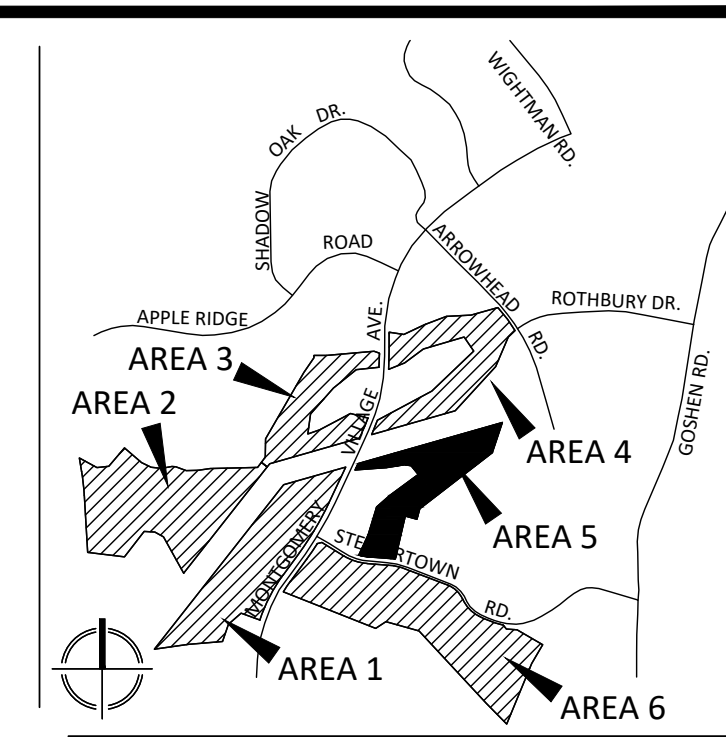 WIGHTMAN RD.
OAK DR.
SHADOW
ROAD
ARROWHEAD
RD.
ROTHBURY DR.
APPLE RIDGE
AVE.
AREA 3
AREA 2
VILLAGE
GOSHEN RD.
AREA 4
AREA 5
MONTGOMERY
RD.
AREA 1
AREA 6